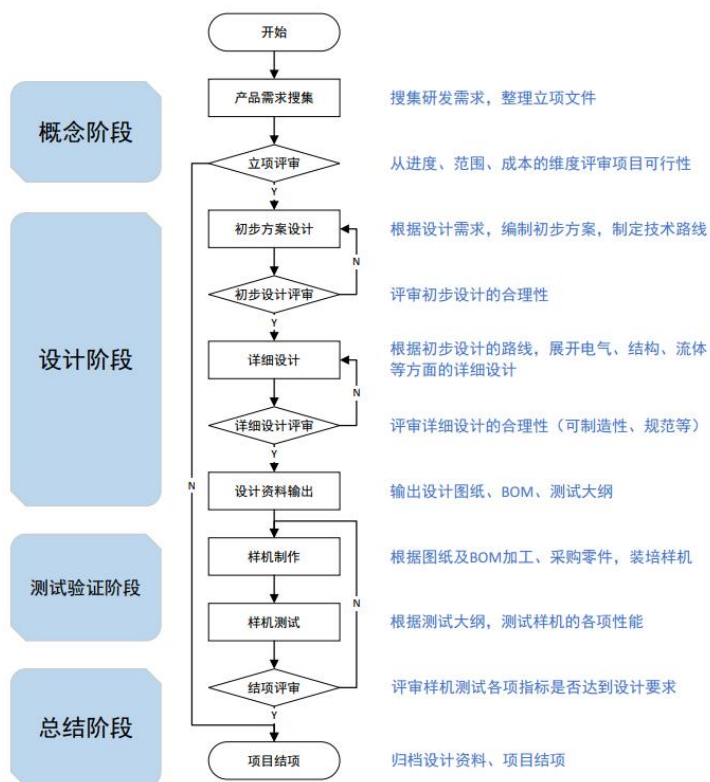 开始
概念阶段
产品需求搜集
搜集研发需求，整理立项文件
立项评审
从进度、范围、成本的维度评审项目可行性
Y
设计阶段
初步方案设计
根据设计需求，编制初步方案，制定技术路线
N
初步设计评审
评审初步设计的合理性
Y
详细设计
根据初步设计的路线，展开电气、结构、流体
等方面的详细设计
N
详细设计评审
评审详细设计的合理性（可制造性、规范等）
Y
N
设计资料输出
输出设计图纸、BOM、测试大纲
测试验证阶段
样机制作
根据图纸及BOM加工、采购零件，装培样机
N
样机测试
根据测试大纲，测试样机的各项性能
总结阶段
结项评审
评审样机测试各项指标是否达到设计要求
Y
项目结项
归档设计资料、项目结项